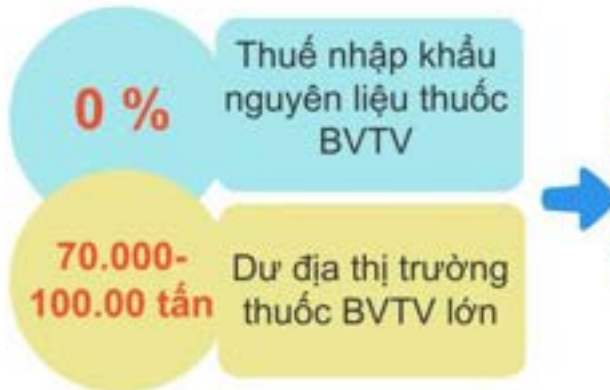 0 %
Thuế nhập khẩu
nguyên liệu thuốc
BVTV
70.000-
100.00 tấn
Dư địa thị trường
thuốc BVTV lớn